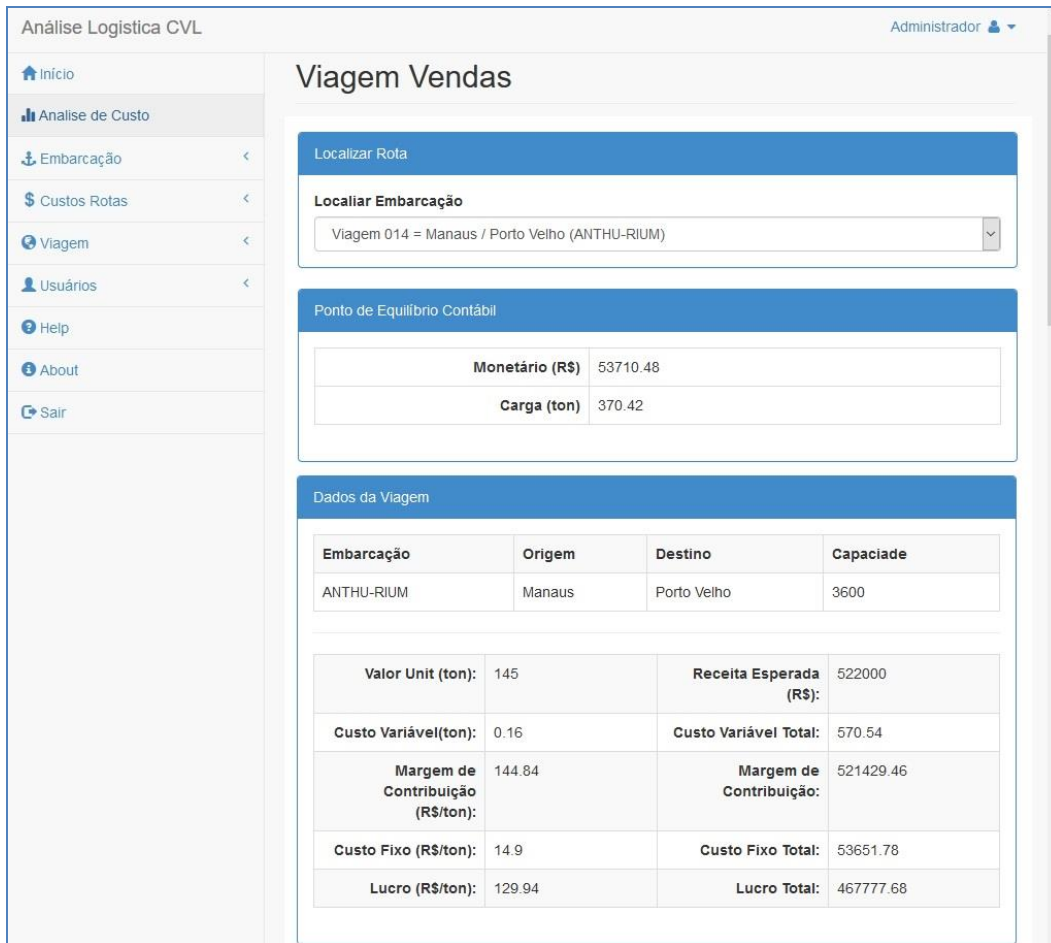 Análise Logistica CVL
Administrador
Início
Analise de Custo
Embarcação
Custos Rotas
Viagem
Usuários
Help
About
Sair
Viagem Vendas
Localizar Rota
Localiar Embarcação
Viagem 014 = Manaus / Porto Velho (ANTHU-RIUM)
Ponto de Equilíbrio Contábil
Monetário (R$) 53710.48
Carga (ton) 370.42
Dados da Viagem
Embarcação Origem Destino Capaciade
ANTHU-RIUM Manaus Porto Velho 3600
Valor Unit (ton): 145 Receita Esperada 522000
(R$):
Custo Variável(ton): 0.16 Custo Variável Total: 570.54
Margem de 144.84 Margem de 521429.46
Contribuição Contribuição:
(R$/ton):
Custo Fixo (R$/ton): 14.9 Custo Fixo Total: 53651.78
Lucro (R$/ton): 129.94 Lucro Total: 467777.68